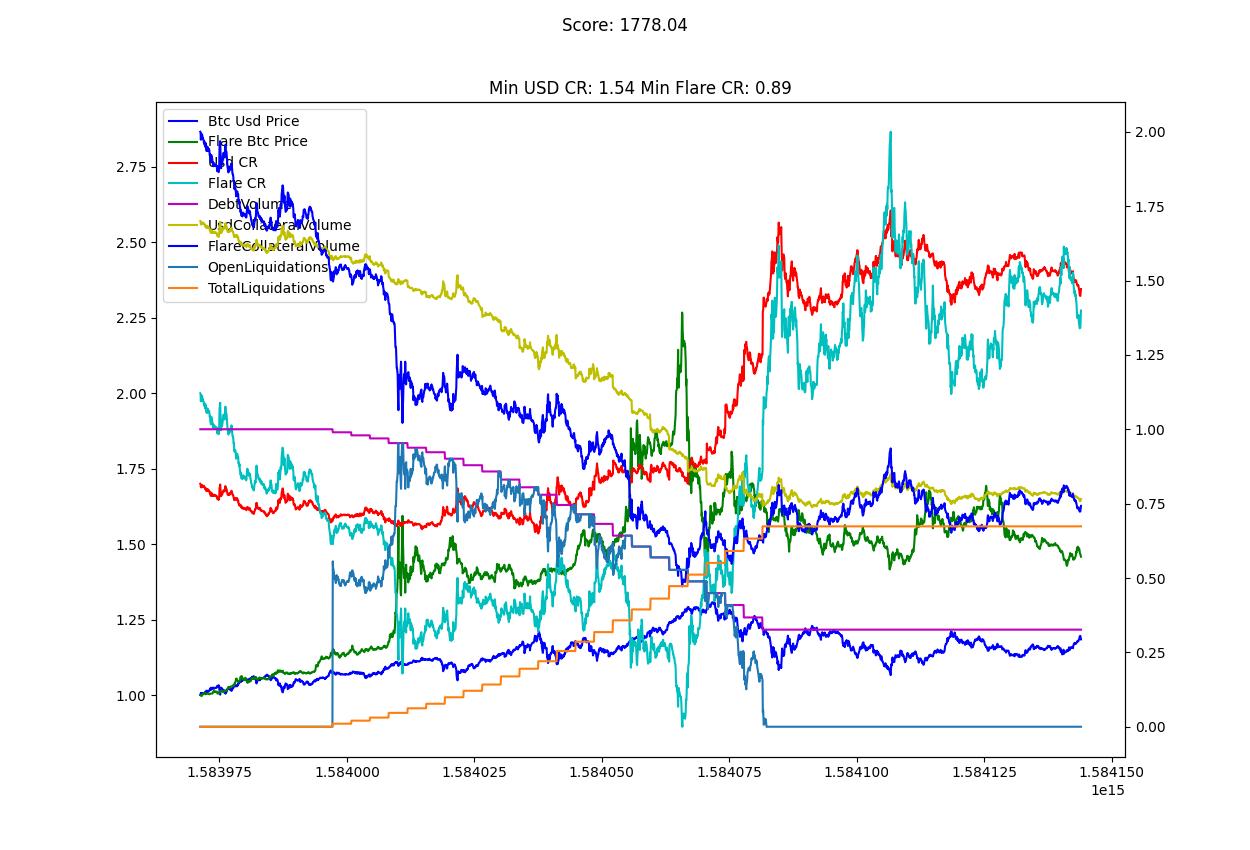 Score: 1778.04
Min USD CR: 1.54 Min Flare CR: 0.89
Btc Usd Price
Flare Btc Price
Usd CR
Flare CR
DebtVolume
UsdCollateralVolume
FlareCollateralVolume
OpenLiquidations
TotalLiquidations
2.75
2.50
2.25
2.00
1.75
1.50
1.25
1.00
2.00
1.75
1.50
1.25
1.00
0.75
0.50
0.25
0.00
1.583975 1.584000 1.584025 1.584050 1.584075 1.584100 1.584125 1.584150
1e15